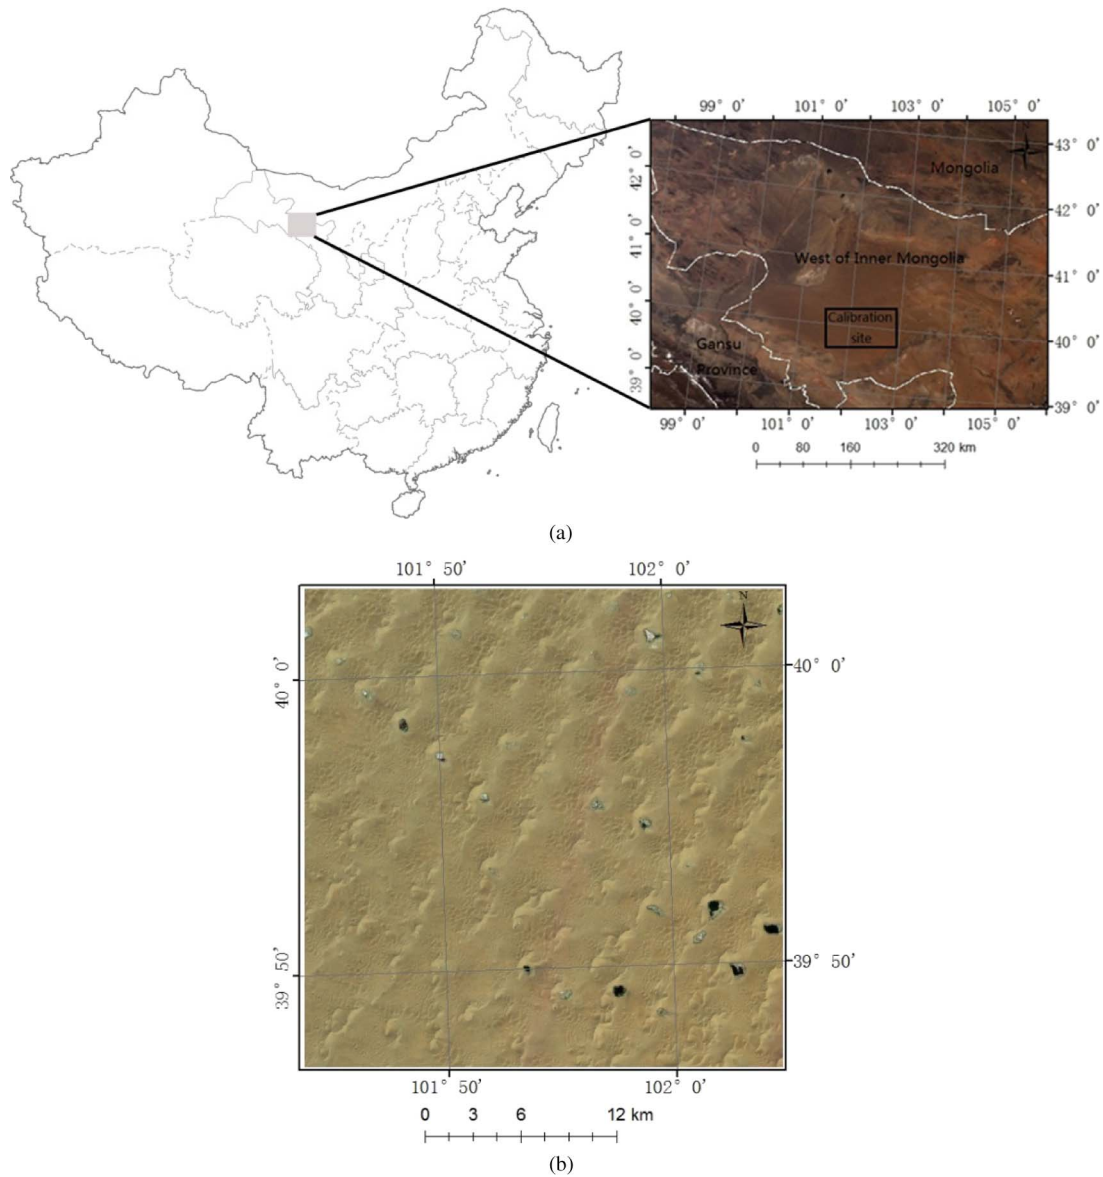 99° 0′ 101° 0′ 103° 0′ 105° 0′
43° 0′
42° 0′
Mongolia
42° 0′
41° 0′
West of Inner Mongolia
41° 0′
40° 0′
Calibration
site
40° 0′
Gansu
Province
39° 0′
39° 0′
99° 0′ 101° 0′ 103° 0′ 105° 0′
0 80 160 320 km
(a)
101° 50′ 102° 0′
N
40° 0′
40° 0′
39° 50′
39° 50′
101° 50′ 102° 0′
0 3 6 12 km
(b)